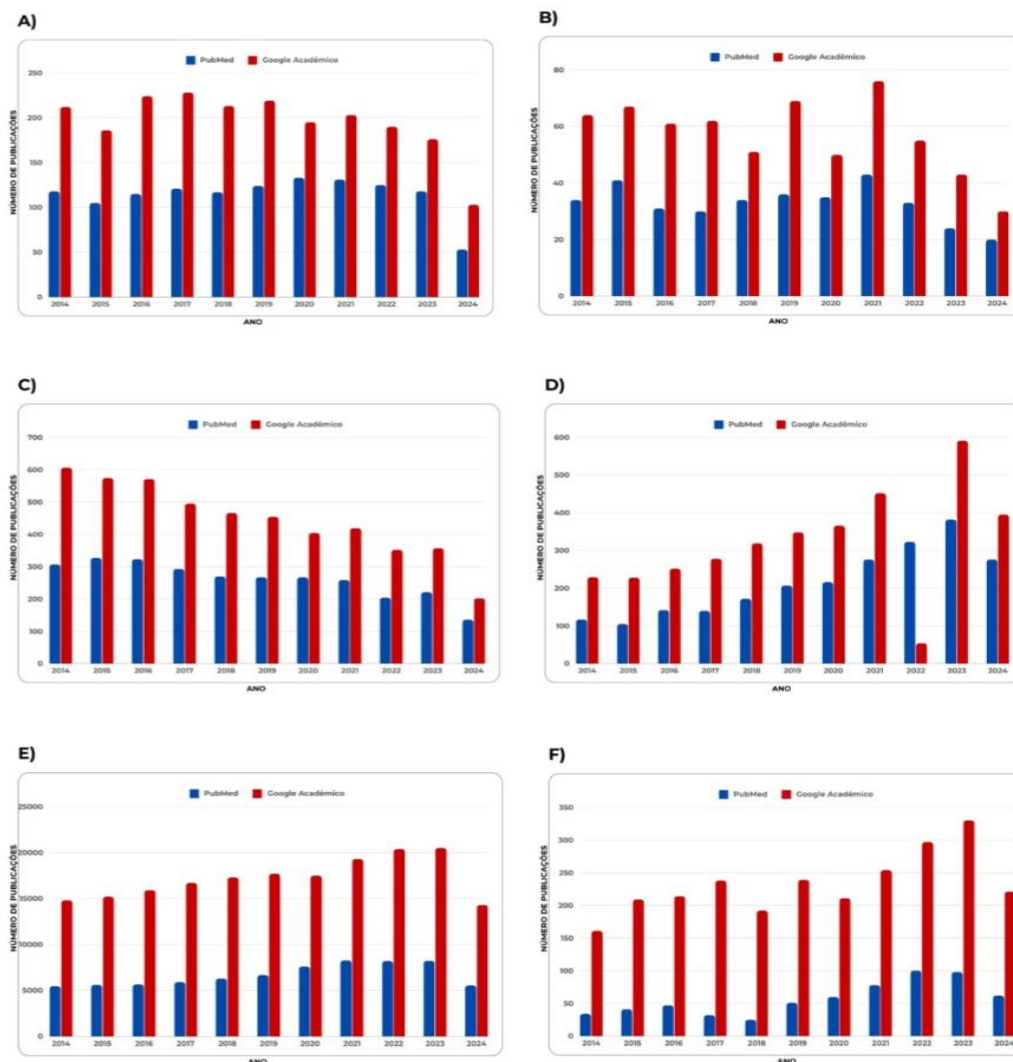 A)
PubMed Google Acadêmico
NÚMERO DE PUBLICAÇÕES
250
200
150
100
50
0
2014 2015 2016 2017 2018 2019 2020 2021 2022 2023 2024
ANO
B)
PubMed Google Acadêmico
NÚMERO DE PUBLICAÇÕES
80
60
40
20
0
2014 2015 2016 2017 2018 2019 2020 2021 2022 2023 2024
ANO
C)
PubMed Google Acadêmico
NÚMERO DE PUBLICAÇÕES
700
600
500
400
300
200
100
0
2014 2015 2016 2017 2018 2019 2020 2021 2022 2023 2024
ANO
D)
PubMed Google Acadêmico
NÚMERO DE PUBLICAÇÕES
600
500
400
300
200
100
0
2014 2015 2016 2017 2018 2019 2020 2021 2022 2023 2024
ANO
E)
PubMed Google Acadêmico
NÚMERO DE PUBLICAÇÕES
25000
20000
15000
10000
5000
0
2014 2015 2016 2017 2018 2019 2020 2021 2022 2023 2024
ANO
F)
PubMed Google Acadêmico
NÚMERO DE PUBLICAÇÕES
350
300
250
200
150
100
50
0
2014 2015 2016 2017 2018 2019 2020 2021 2022 2023 2024
ANO